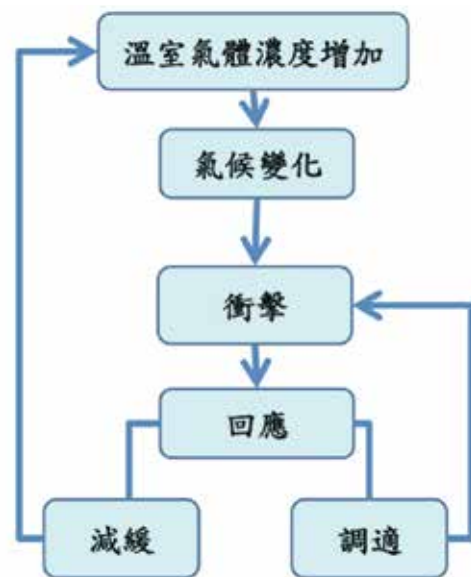 溫室氣體濃度增加
氣候變化
衝擊
回應
減緩
調適